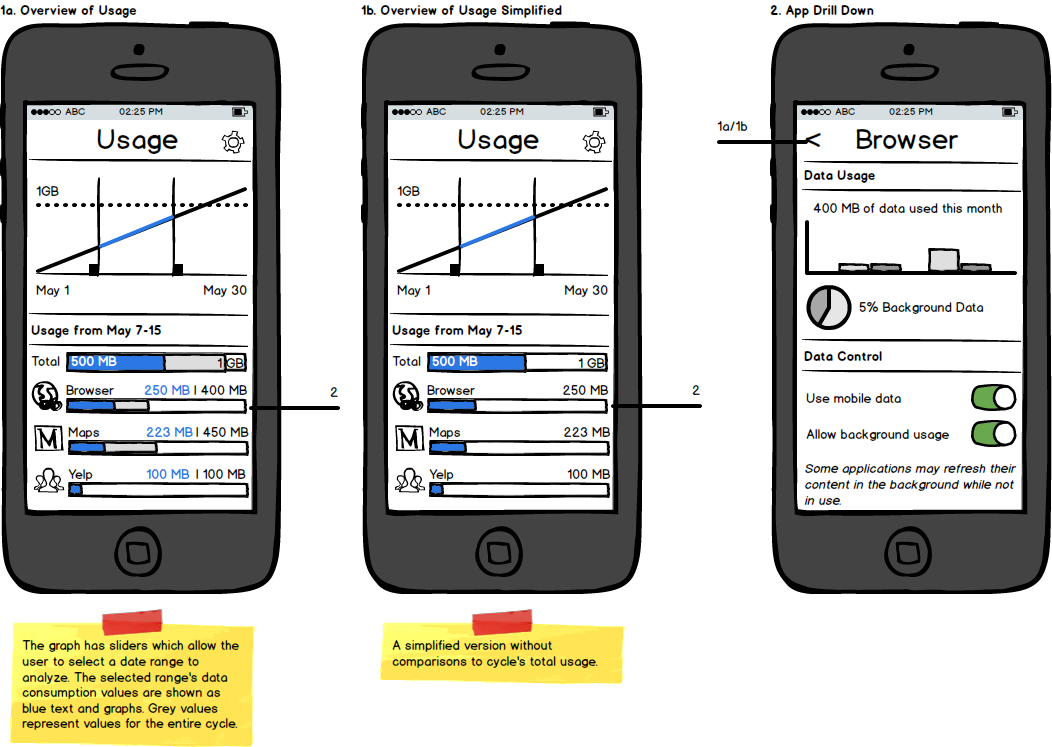 1a. Overview of Usage
ABC 02:25 PM
Usage
1GB
May 1 May 30
Usage from May 7-15
Total 500 MB 1 GB
Browser 250 MB | 400 MB
2
M Maps 223 MB | 450 MB
Yelp 100 MB | 100 MB
The graph has sliders which allow the
user to select a date range to
analyze. The selected range's data
consumption values are shown as
blue text and graphs. Grey values
represent values for the entire cycle.
1b. Overview of Usage Simplified
ABC 02:25 PM
Usage
1GB
May 1 May 30
Usage from May 7-15
Total 500 MB 1 GB
Browser 250 MB
2
M Maps 223 MB
Yelp 100 MB
A simplified version without
comparisons to cycle's total usage.
2. App Drill Down
ABC 02:25 PM
1a/1b
< Browser
Data Usage
400 MB of data used this month
5% Background Data
Data Control
Use mobile data
Allow background usage
Some applications may refresh their
content in the background while not
in use.